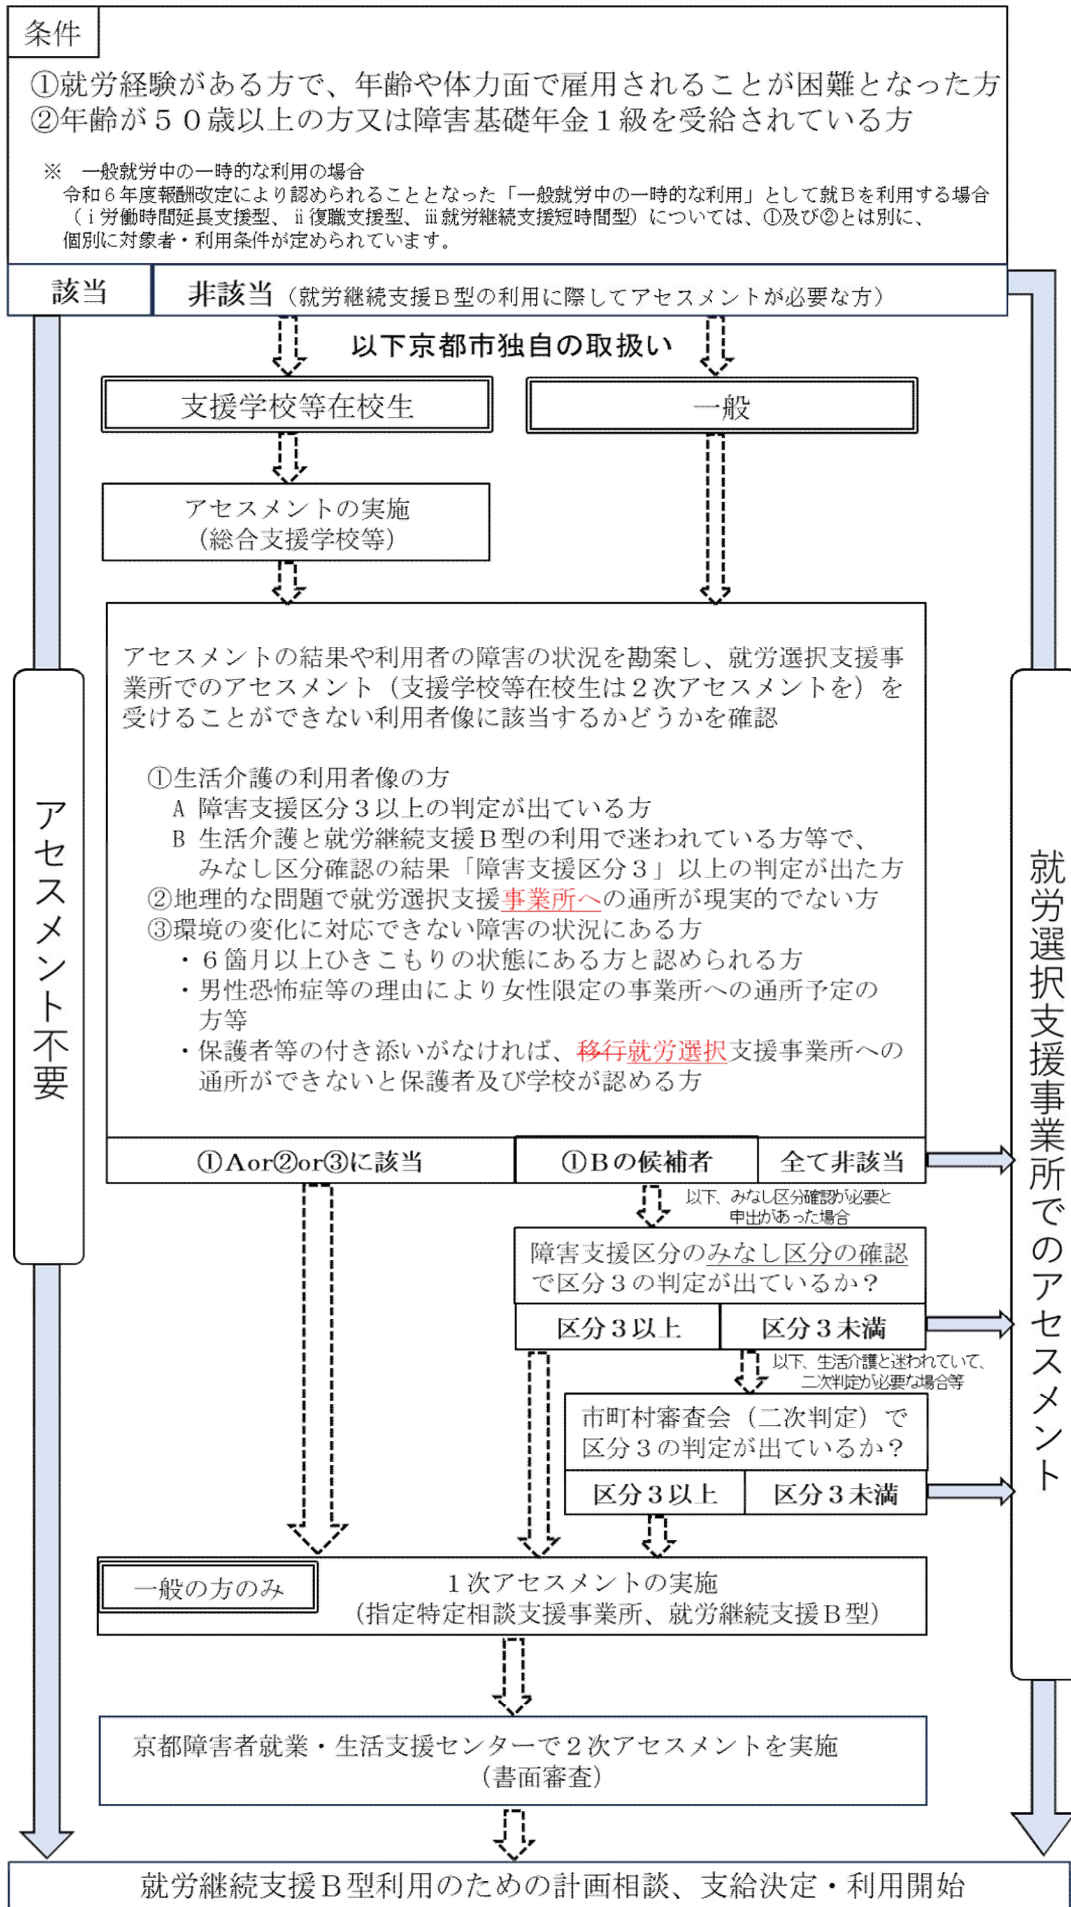 条件
①就労経験がある方で、年齢や体力面で雇用されることが困難となった方
②年齢が５０歳以上の方又は障害基礎年金１級を受給されている方
※　一般就労中の一時的な利用の場合
令和６年度報酬改定により認められることとなった「一般就労中の一時的な利用」として就Ｂを利用する場合
（ⅰ労働時間延長支援型、ⅱ復職支援型、ⅲ就労継続支援短時間型）については、①及び②とは別に、
個別に対象者・利用条件が定められています。
該当
非該当（就労継続支援Ｂ型の利用に際してアセスメントが必要な方）
以下京都市独自の取扱い
支援学校等在校生
一般
アセスメントの実施
（総合支援学校等）
アセスメントの結果や利用者の障害の状況を勘案し、就労選択支援事
業所でのアセスメント（支援学校等在校生は２次アセスメントを）を
受けることができない利用者像に該当するかどうかを確認
①生活介護の利用者像の方
Ａ 障害支援区分３以上の判定が出ている方
Ｂ 生活介護と就労継続支援Ｂ型の利用で迷われている方等で、
みなし区分確認の結果「障害支援区分３」以上の判定が出た方
②地理的な問題で就労選択支援事業所への通所が現実的でない方
③環境の変化に対応できない障害の状況にある方
・６箇月以上ひきこもりの状態にある方と認められる方
・男性恐怖症等の理由により女性限定の事業所への通所予定の
方等
・保護者等の付き添いがなければ、移行就労選択支援事業所への
通所ができないと保護者及び学校が認める方
①Aor②or③に該当
①Ｂの候補者
全て非該当
以下、みなし区分確認が必要と
申出があった場合
障害支援区分のみなし区分の確認
で区分３の判定が出ているか？
区分３以上
区分３未満
以下、生活介護と迷われていて、
二次判定が必要な場合等
市町村審査会（二次判定）で
区分３の判定が出ているか？
区分３以上
区分３未満
一般の方のみ
１次アセスメントの実施
（指定特定相談支援事業所、就労継続支援Ｂ型）
京都障害者就業・生活支援センターで２次アセスメントを実施
（書面審査）
就労継続支援Ｂ型利用のための計画相談、支給決定・利用開始
アセスメント不要
就労選択支援事業所でのアセスメント